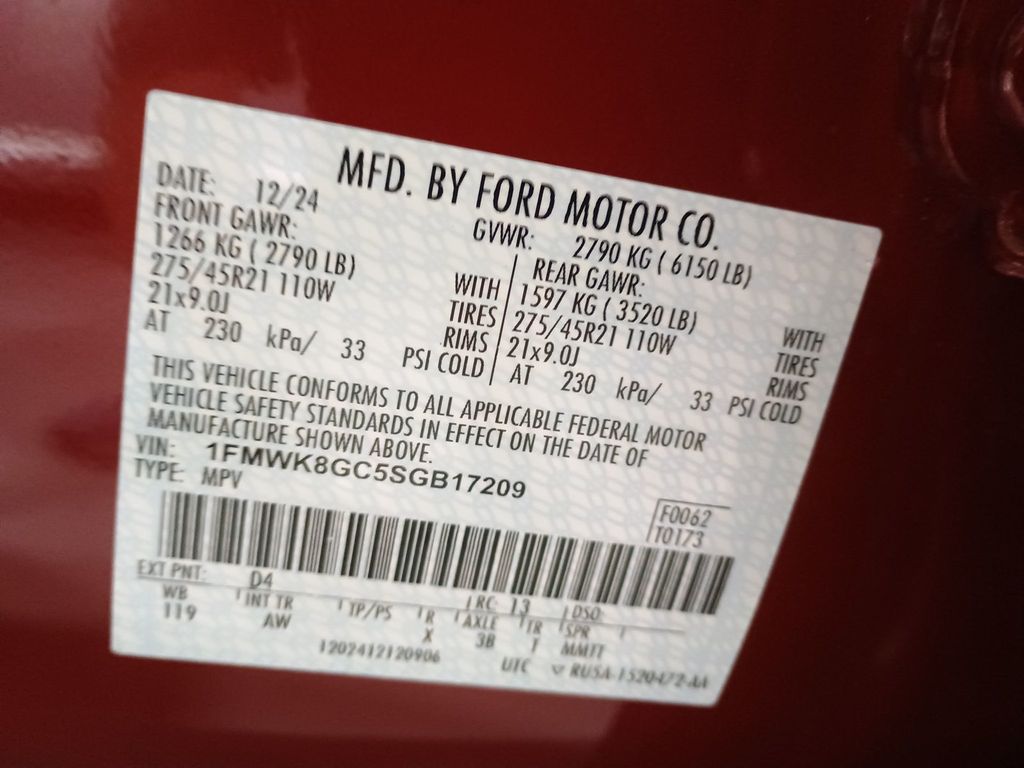 MFD. BY FORD MOTOR CO.
DATE: 12/24 GVWR: 2790 KG ( 6150 LB)
FRONT GAWR: REAR GAWR:
1266 KG ( 2790 LB) WITH 1597 KG ( 3520 LB) WITH
275/45R21 110W TIRES 275/45R21 110W TIRES
21x9.0J RIMS 21x9.0J RIMS
AT 230 kPa/ 33 PSI COLD AT 230 kPa/ 33 PSI COLD
THIS VEHICLE CONFORMS TO ALL APPLICABLE FEDERAL MOTOR
VEHICLE SAFETY STANDARDS IN EFFECT ON THE DATE OF
MANUFACTURE SHOWN ABOVE.
VIN: 1FMWK8GC5SGB17209
TYPE: MPV
F0062
T0173
EXT PNT: D4 RC: 13 DSO:
WB INT TR TP/PS R AXLE TR SPR
119 AW X 3B T MMTT
1202412120906 UTC RU5A-1520472-AA